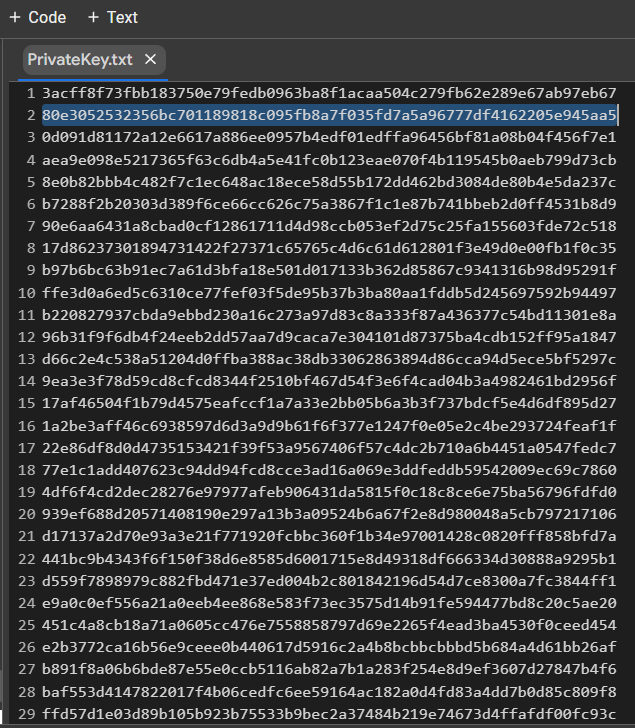 + Code + Text
PrivateKey.txt ×
1 3acff8f73fbb183750e79fedb0963ba8f1acaa504c279fb62e289e67ab97eb67
2 80e3052532356bc701189818c095fb8a7f035fd7a5a96777df4162205e945aa5
3 0d091d81172a12e6617a886ee0957b4edf01edffa96456bf81a08b04f456f7e1
4 aea9e098e5217365f63c6db4a5e41fc0b123eae070f4b119545b0aeb799d73cb
5 8e0b82bbb4c482f7c1ec648ac18ece58d55b172dd462bd3084de80b4e5da237c
6 b7288f2b20303d389f6ce66cc626c75a3867f1c1e87b741bbeb2d0ff4531b8d9
7 90e6aa6431a8cbad0cf12861711d4d98ccb053ef2d75c25fa155603fde72c518
8 17d86237301894731422f27371c65765c4d6c61d612801f3e49d0e00fb1f0c35
9 b97b6bc63b91ec7a61d3bfa18e501d017133b362d85867c9341316b98d95291f
10 ffe3d0a6ed5c6310ce77fef03f5de95b37b3ba80aa1fddb5d245697592b94497
11 b220827937cbda9ebbd230a16c273a97d83c8a333f87a436377c54bd11301e8a
12 96b31f9f6db4f24eeb2dd57aa7d9caca7e304101d87375ba4cdb152ff95a1847
13 d66c2e4c538a51204d0ffba388ac38db33062863894d86cca94d5ece5bf5297c
14 9ea3e3f78d59cd8cfcd8344f2510bf467d54f3e6f4cad04b3a4982461bd2956f
15 17af46504f1b79d4575eafccf1a7a33e2bb05b6a3b3f737bdcf5e4d6df895d27
16 1a2be3aff46c6938597d6d3a9d9b61f6f377e1247f0e05e2c4be293724feaf1f
17 22e86df8d0d4735153421f39f53a9567406f57c4dc2b710a6b4451a0547fedc7
18 77e1c1add407623c94dd94fcd8cce3ad16a069e3ddfeddb59542009ec69c7860
19 4df6f4cd2dec28276e97977afeb906431da5815f0c18c8ce6e75ba56796fdfd0
20 939ef688d20571408190e297a13b3a09524b6a67f2e8d980048a5cb797217106
21 d17137a2d70e93a3e21f771920fcbbc360f1b34e97001428c0820fff858bfd7a
22 441bc9b4343f6f150f38d6e8585d6001715e8d49318df666334d30888a9295b1
23 d559f7898979c882fbd471e37ed004b2c801842196d54d7ce8300a7fc3844ff1
24 e9a0c0ef556a21a0eeb4ee868e583f73ec3575d14b91fe594477bd8c20c5ae20
25 451c4a8cb18a71a0605cc476e7558858797d69e2265f4ead3ba4530f0ceed454
26 e2b3772ca16b56e9ceee0b440617d5916c2a4b8bcbbcbbbd5b684a4d61bb26af
27 b891f8a06b6bde87e55e0ccb5116ab82a7b1a283f254e8d9ef3607d27847b4f6
28 baf553d4147822017f4b06cedfc6ee59164ac182a0d4fd83a4dd7b0d85c809f8
29 ffd57d1e03d89b105b923b75533b9bec2a37484b219e74673d4ffafdf00fc93c